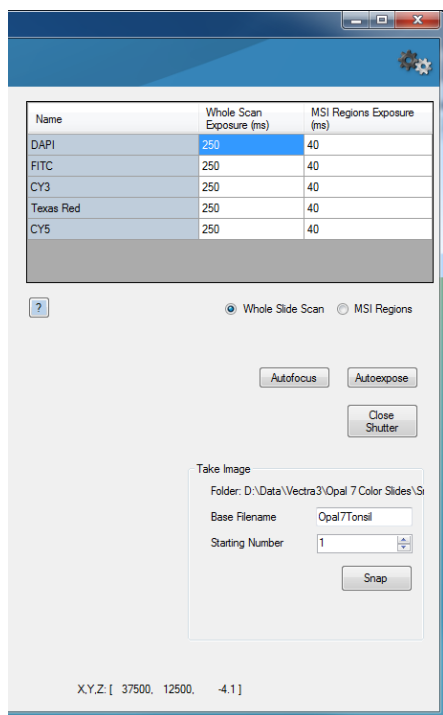 Name Whole Scan Exposure (ms) MSI Regions Exposure (ms)
DAPI 250 40
FITC 250 40
CY3 250 40
Texas Red 250 40
CY5 250 40
? Whole Slide Scan MSI Regions
Autofocus Autoexpose
Close
Shutter
Take Image
Folder: D:\Data\Vectra3\Opal 7 Color Slides\Sr
Base Filename Opal7Tonsil
Starting Number 1
Snap
X,Y,Z: [ 37500, 12500, -4.1 ]